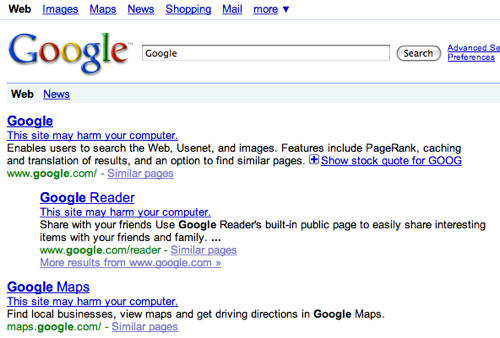 Web Images Maps News Shopping Mail more ▼
Google™ Google Search Advanced Se
Preferences
Web News
Google
This site may harm your computer.
Enables users to search the Web, Usenet, and images. Features include PageRank, caching
and translation of results, and an option to find similar pages. Show stock quote for GOOG
www.google.com/ - Similar pages
Google Reader
This site may harm your computer.
Share with your friends Use Google Reader's built-in public page to easily share interesting
items with your friends and family. ...
www.google.com/reader - Similar pages
More results from www.google.com »
Google Maps
This site may harm your computer.
Find local businesses, view maps and get driving directions in Google Maps.
maps.google.com/ - Similar pages